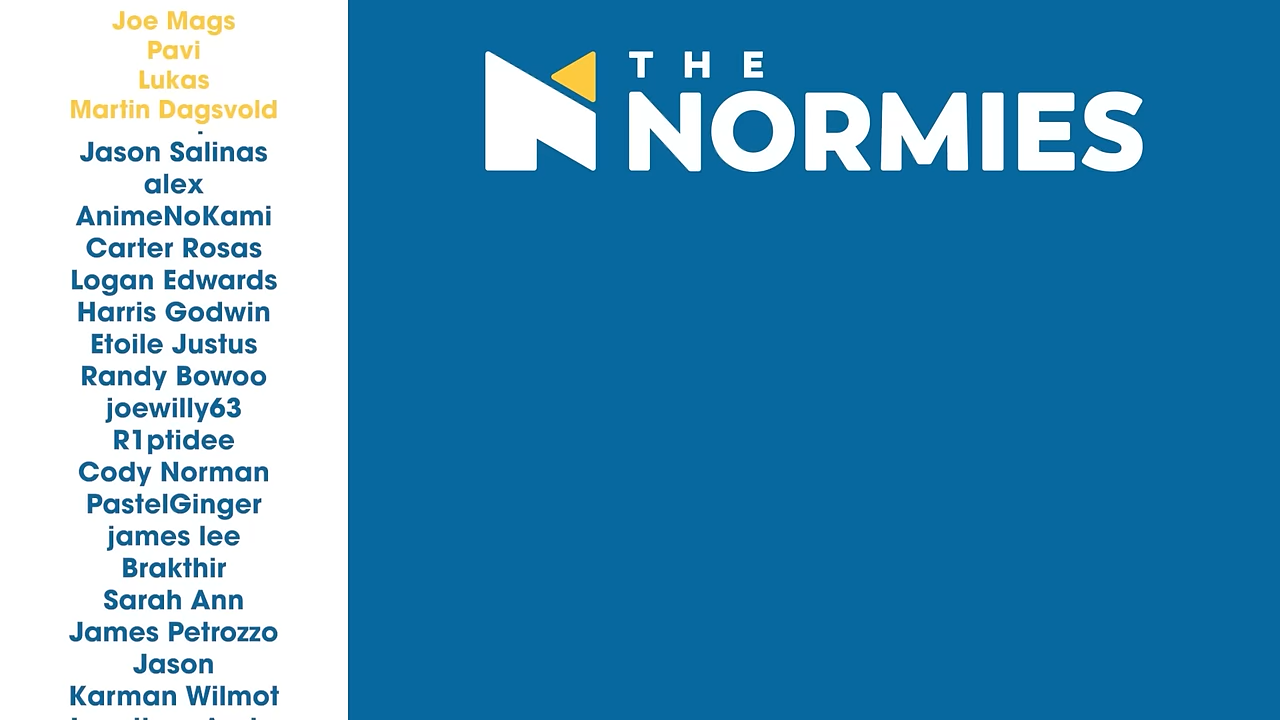 Joe Mags
Pavi
Lukas
Martin Dagsvold
Jason Salinas
alex
AnimeNoKami
Carter Rosas
Logan Edwards
Harris Godwin
Etoile Justus
Randy Bowoo
joewilly63
R1ptidee
Cody Norman
PastelGinger
james lee
Brakthir
Sarah Ann
James Petrozzo
Jason
Karman Wilmot
THE
NORMIES